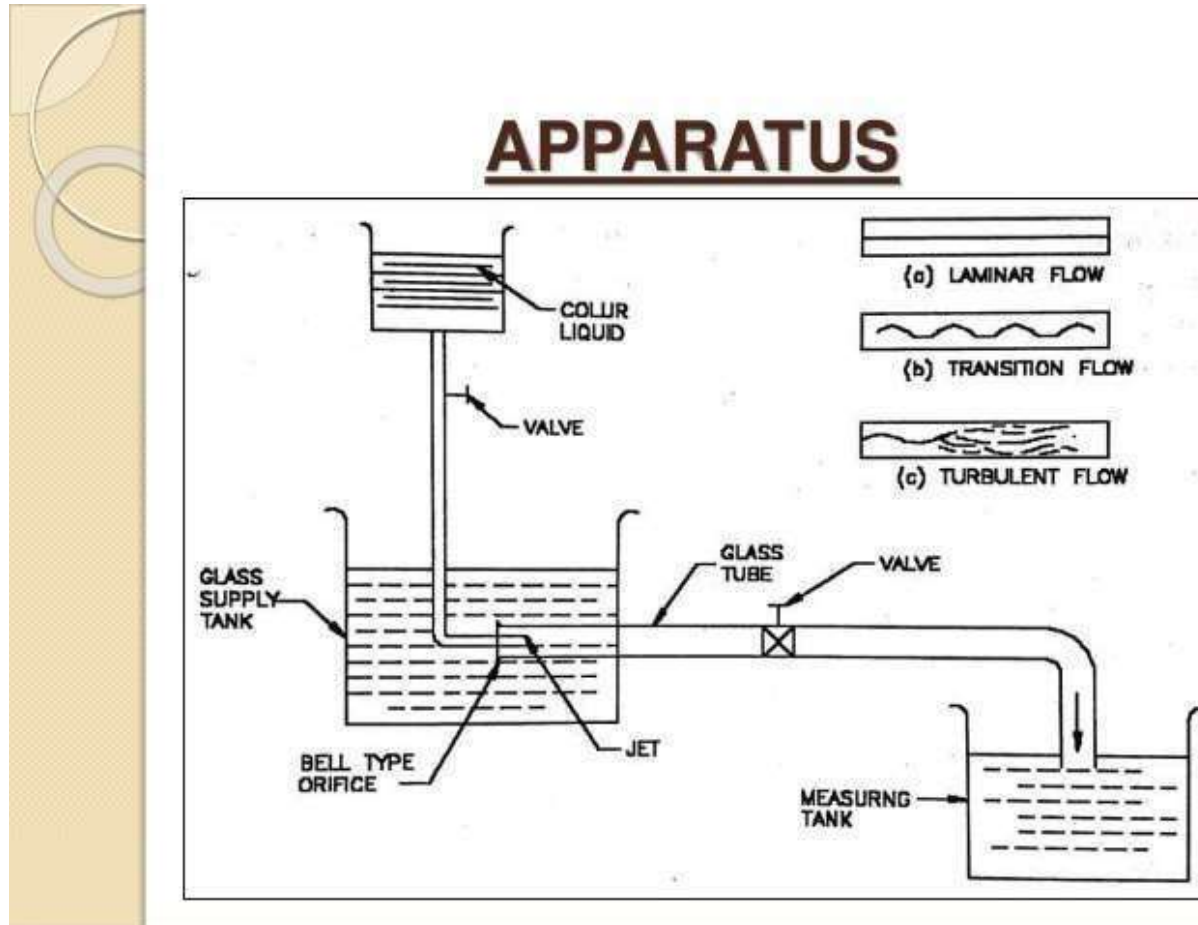 APPARATUS
COLUR
LIQUID
VALVE
(a) LAMINAR FLOW
(b) TRANSITION FLOW
(c) TURBULENT FLOW
GLASS
SUPPLY
TANK
GLASS
TUBE
VALVE
BELL TYPE
ORIFICE
JET
MEASURNG
TANK